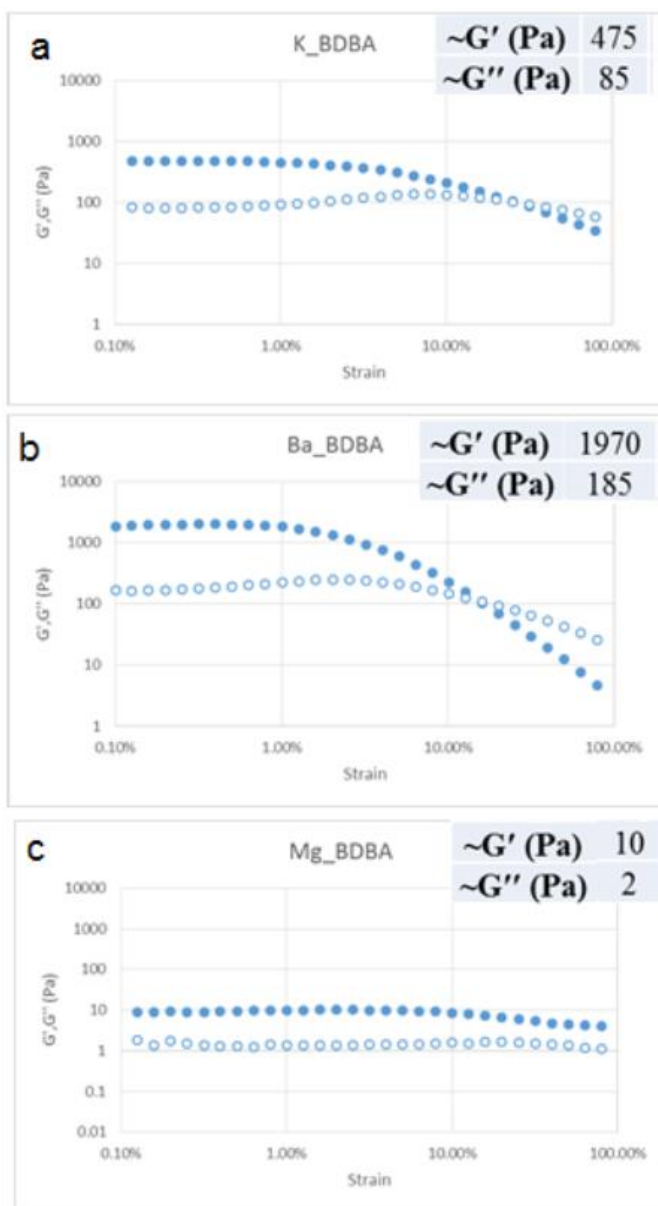 a
K_BDBA
~G′ (Pa) 475
~G′′ (Pa) 85
10000
1000
100
10
1
G',G'' (Pa)
0.10% 1.00% 10.00% 100.00%
Strain
b
Ba_BDBA
~G′ (Pa) 1970
~G′′ (Pa) 185
10000
1000
100
10
1
G',G'' (Pa)
0.10% 1.00% 10.00% 100.00%
Strain
c
Mg_BDBA
~G′ (Pa) 10
~G′′ (Pa) 2
10000
1000
100
10
1
0.1
0.01
G',G'' (Pa)
0.10% 1.00% 10.00% 100.00%
Strain